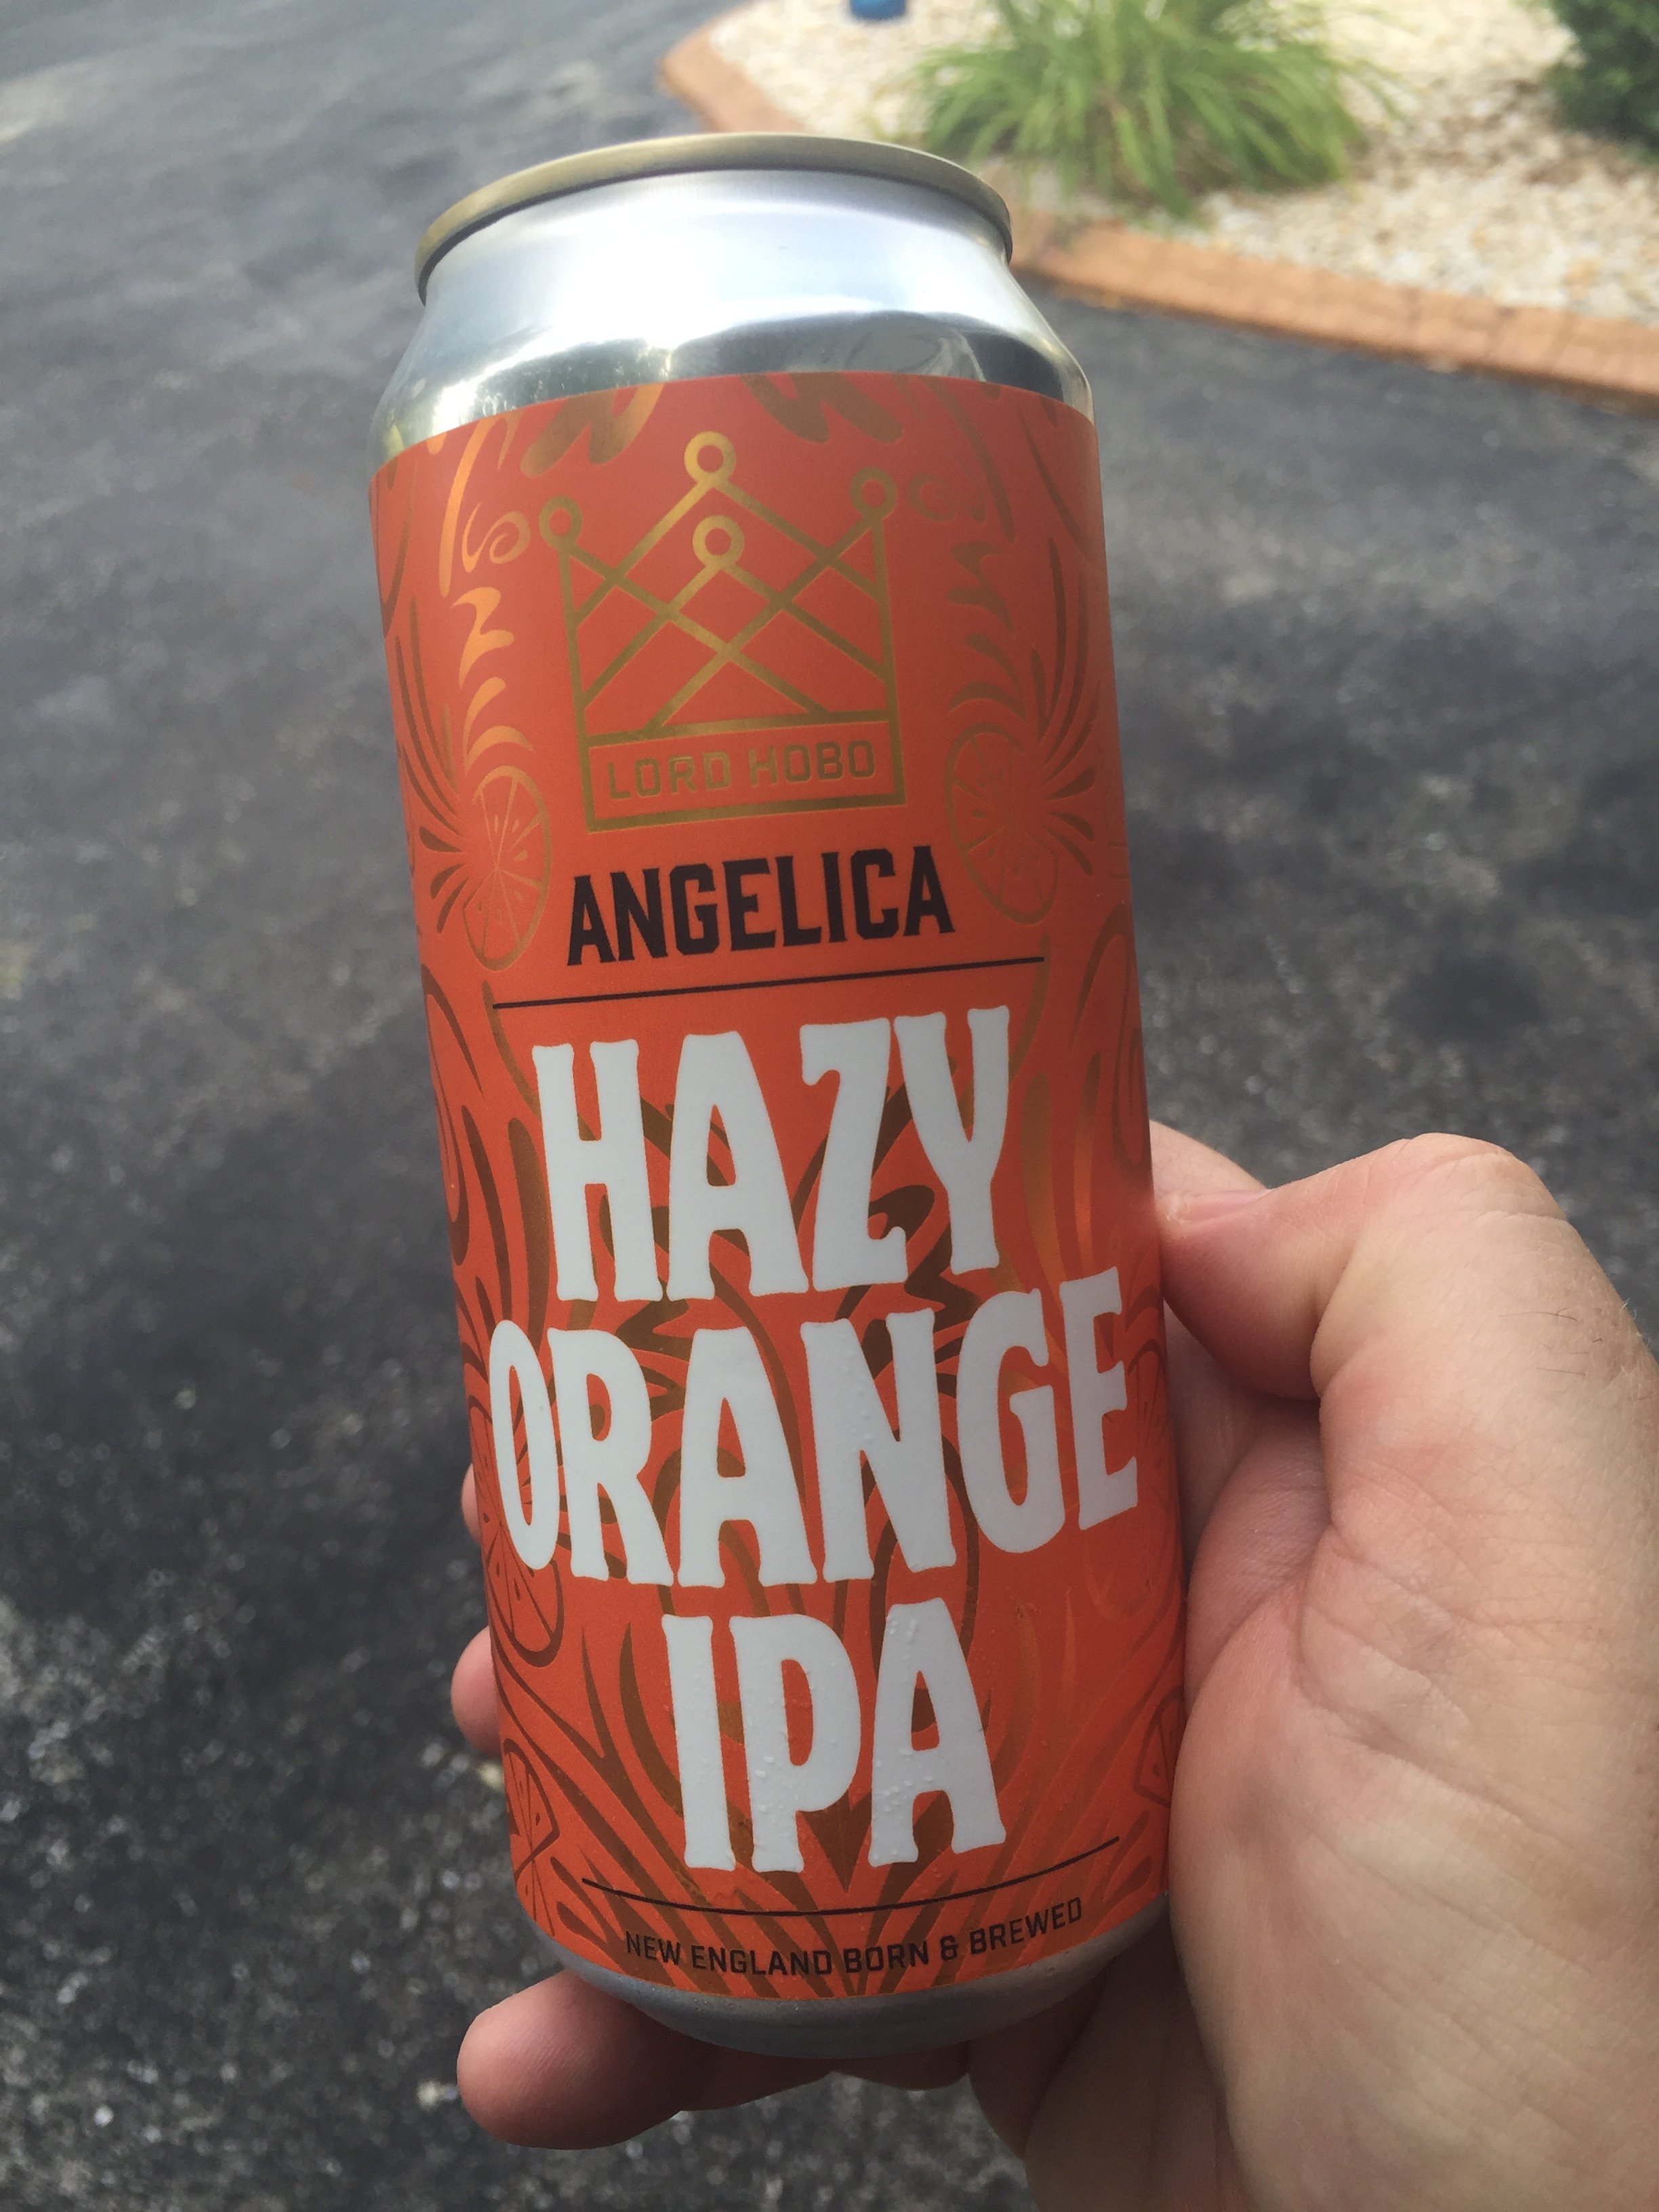 LORD HOBO
ANGELICA
HAZY
ORANGE
IPA
NEW ENGLAND BORN & BREWED